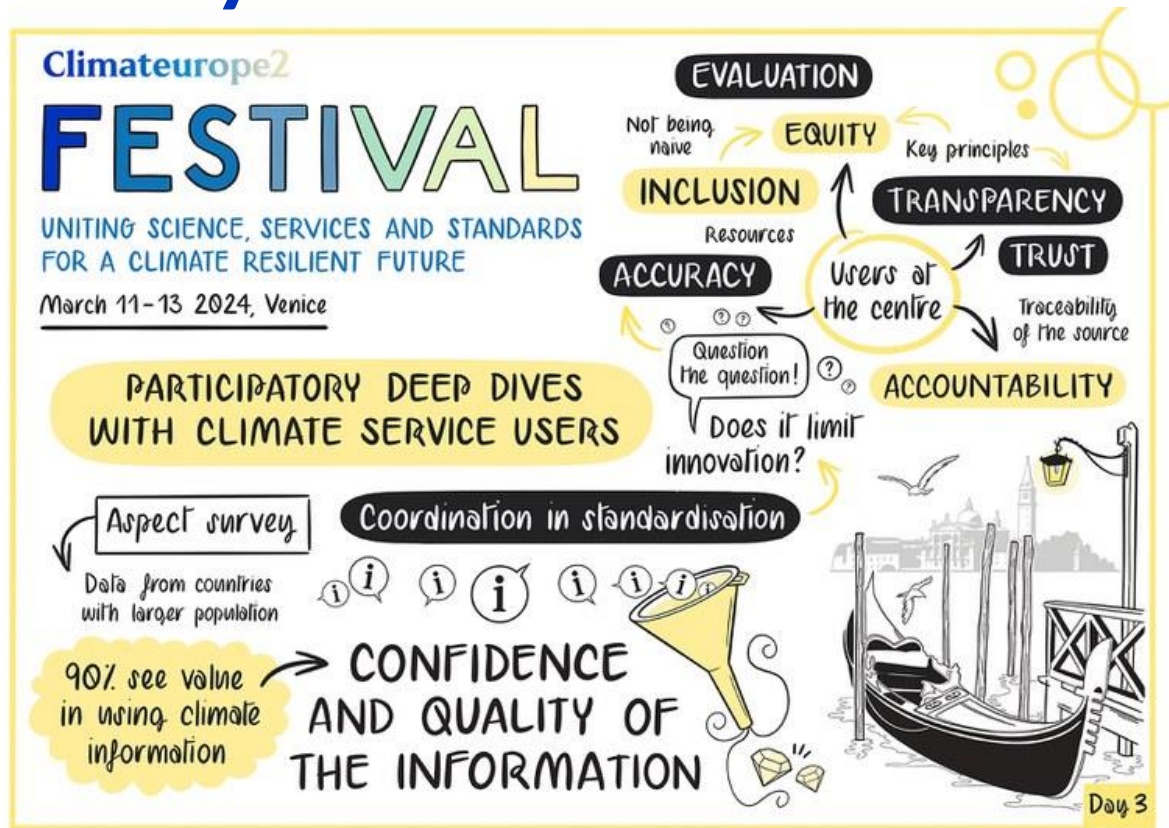 Climateurope2
FESTIVAL
UNITING SCIENCE, SERVICES AND STANDARDS
FOR A CLIMATE RESILIENT FUTURE
March 11-13 2024, Venice
EVALUATION
Not being
naive
EQUITY
Key principles
INCLUSION
TRANSPARENCY
Resources
TRUST
ACCURACY
Users at
the centre
Traceability
of the source
Question
the question!
ACCOUNTABILITY
Does it limit
innovation?
PARTICIPATORY DEEP DIVES
WITH CLIMATE SERVICE USERS
Aspect survey
Coordination in standardisation
Data from countries
with larger population
i i i i i i i i
90% see value
in using climate
information
CONFIDENCE
AND QUALITY OF
THE INFORMATION
Day 3